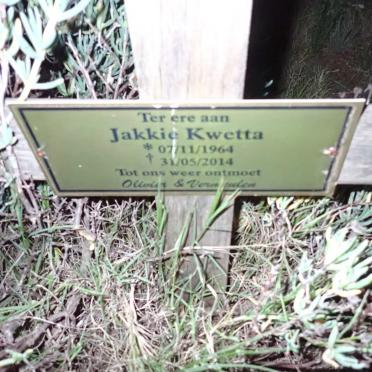 Ter ere aan
Jakkie Kwetta
* 07/11/1964
† 31/05/2014
Tot ons weer ontmoet
Olivier & Vermeulen